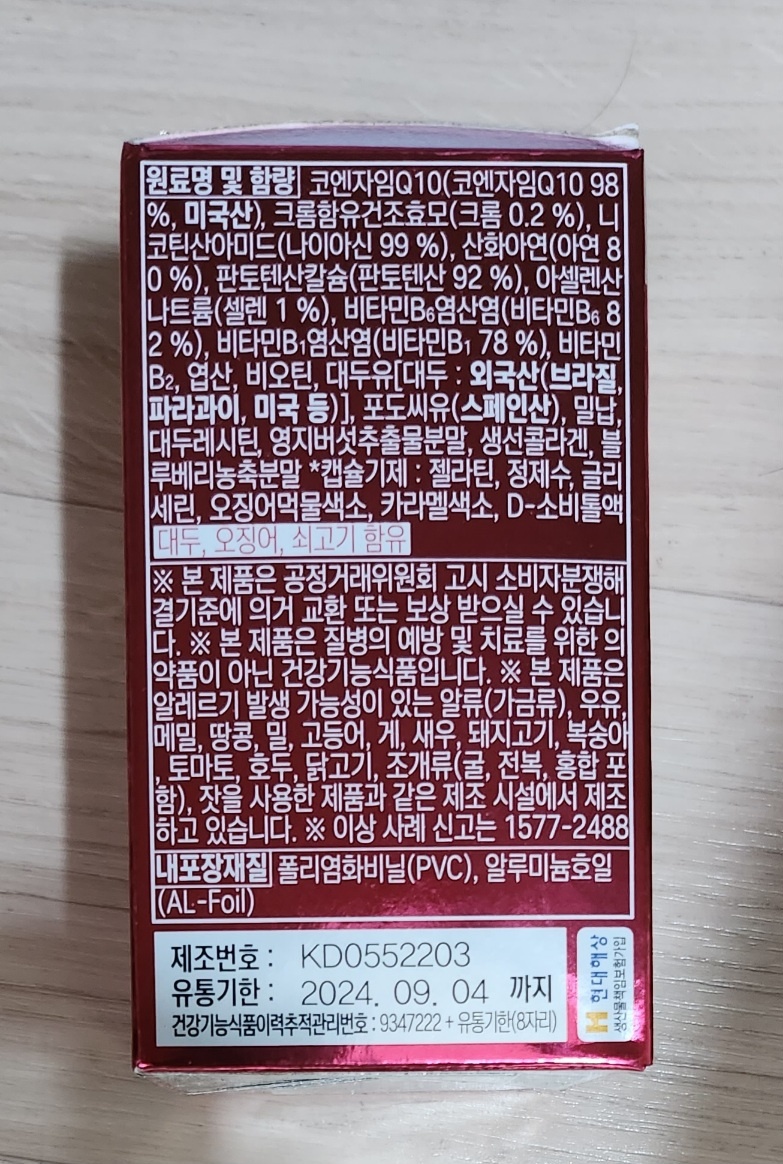 원료명 및 함량 코엔자임Q10(코엔자임Q10 98
%, 미국산), 크롬함유건조효모(크롬 0.2 %), 니
코틴산아미드(나이아신 99 %), 산화아연(아연 8
0 %), 판토텐산칼슘(판토텐산 92 %), 아셀렌산
나트륨(셀렌 1 %), 비타민B₆염산염(비타민B₆ 8
2 %), 비타민B₁염산염(비타민B₁ 78 %), 비타민
B₂, 엽산, 비오틴, 대두유[대두 : 외국산(브라질,
파라과이, 미국 등)], 포도씨유(스페인산), 밀납,
대두레시틴, 영지버섯추출물분말, 생선콜라겐, 블
루베리농축분말 *캡슐기제 : 젤라틴, 정제수, 글리
세린, 오징어먹물색소, 카라멜색소, D-소비톨액
대두, 오징어, 쇠고기 함유
※ 본 제품은 공정거래위원회 고시 소비자분쟁해
결기준에 의거 교환 또는 보상 받으실 수 있습니
다. ※ 본 제품은 질병의 예방 및 치료를 위한 의
약품이 아닌 건강기능식품입니다. ※ 본 제품은
알레르기 발생 가능성이 있는 알류(가금류), 우유,
메밀, 땅콩, 밀, 고등어, 게, 새우, 돼지고기, 복숭아
, 토마토, 호두, 닭고기, 조개류(굴, 전복, 홍합 포
함), 잣을 사용한 제품과 같은 제조 시설에서 제조
하고 있습니다. ※ 이상 사례 신고는 1577-2488
내포장재질 폴리염화비닐(PVC), 알루미늄호일
(AL-Foil)
제조번호 : KD0552203
유통기한 : 2024. 09. 04 까지
건강기능식품이력추적관리번호 : 9347222 + 유통기한(8자리)
H 현대해상
생산물책임보험가입